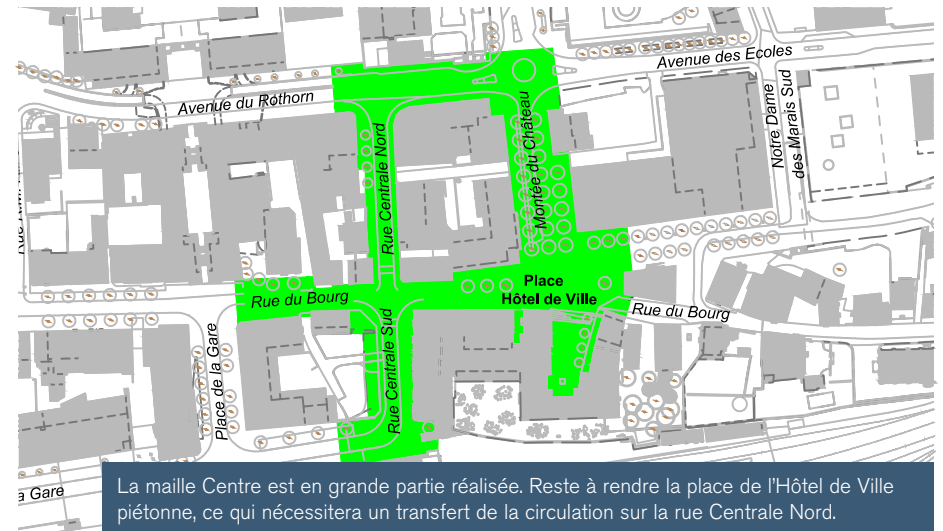 Avenue du Rothorn
Avenue des Ecoles
Notre Dame
des Marais Sud
Rue Centrale Nord
Montée du Château
Place
Hôtel de Ville
Rue du Bourg
Rue du Bourg
Rue Centrale Sud
Place de la Gare
la Gare
La maille Centre est en grande partie réalisée. Reste à rendre la place de l'Hôtel de Ville
piétonne, ce qui nécessitera un transfert de la circulation sur la rue Centrale Nord.